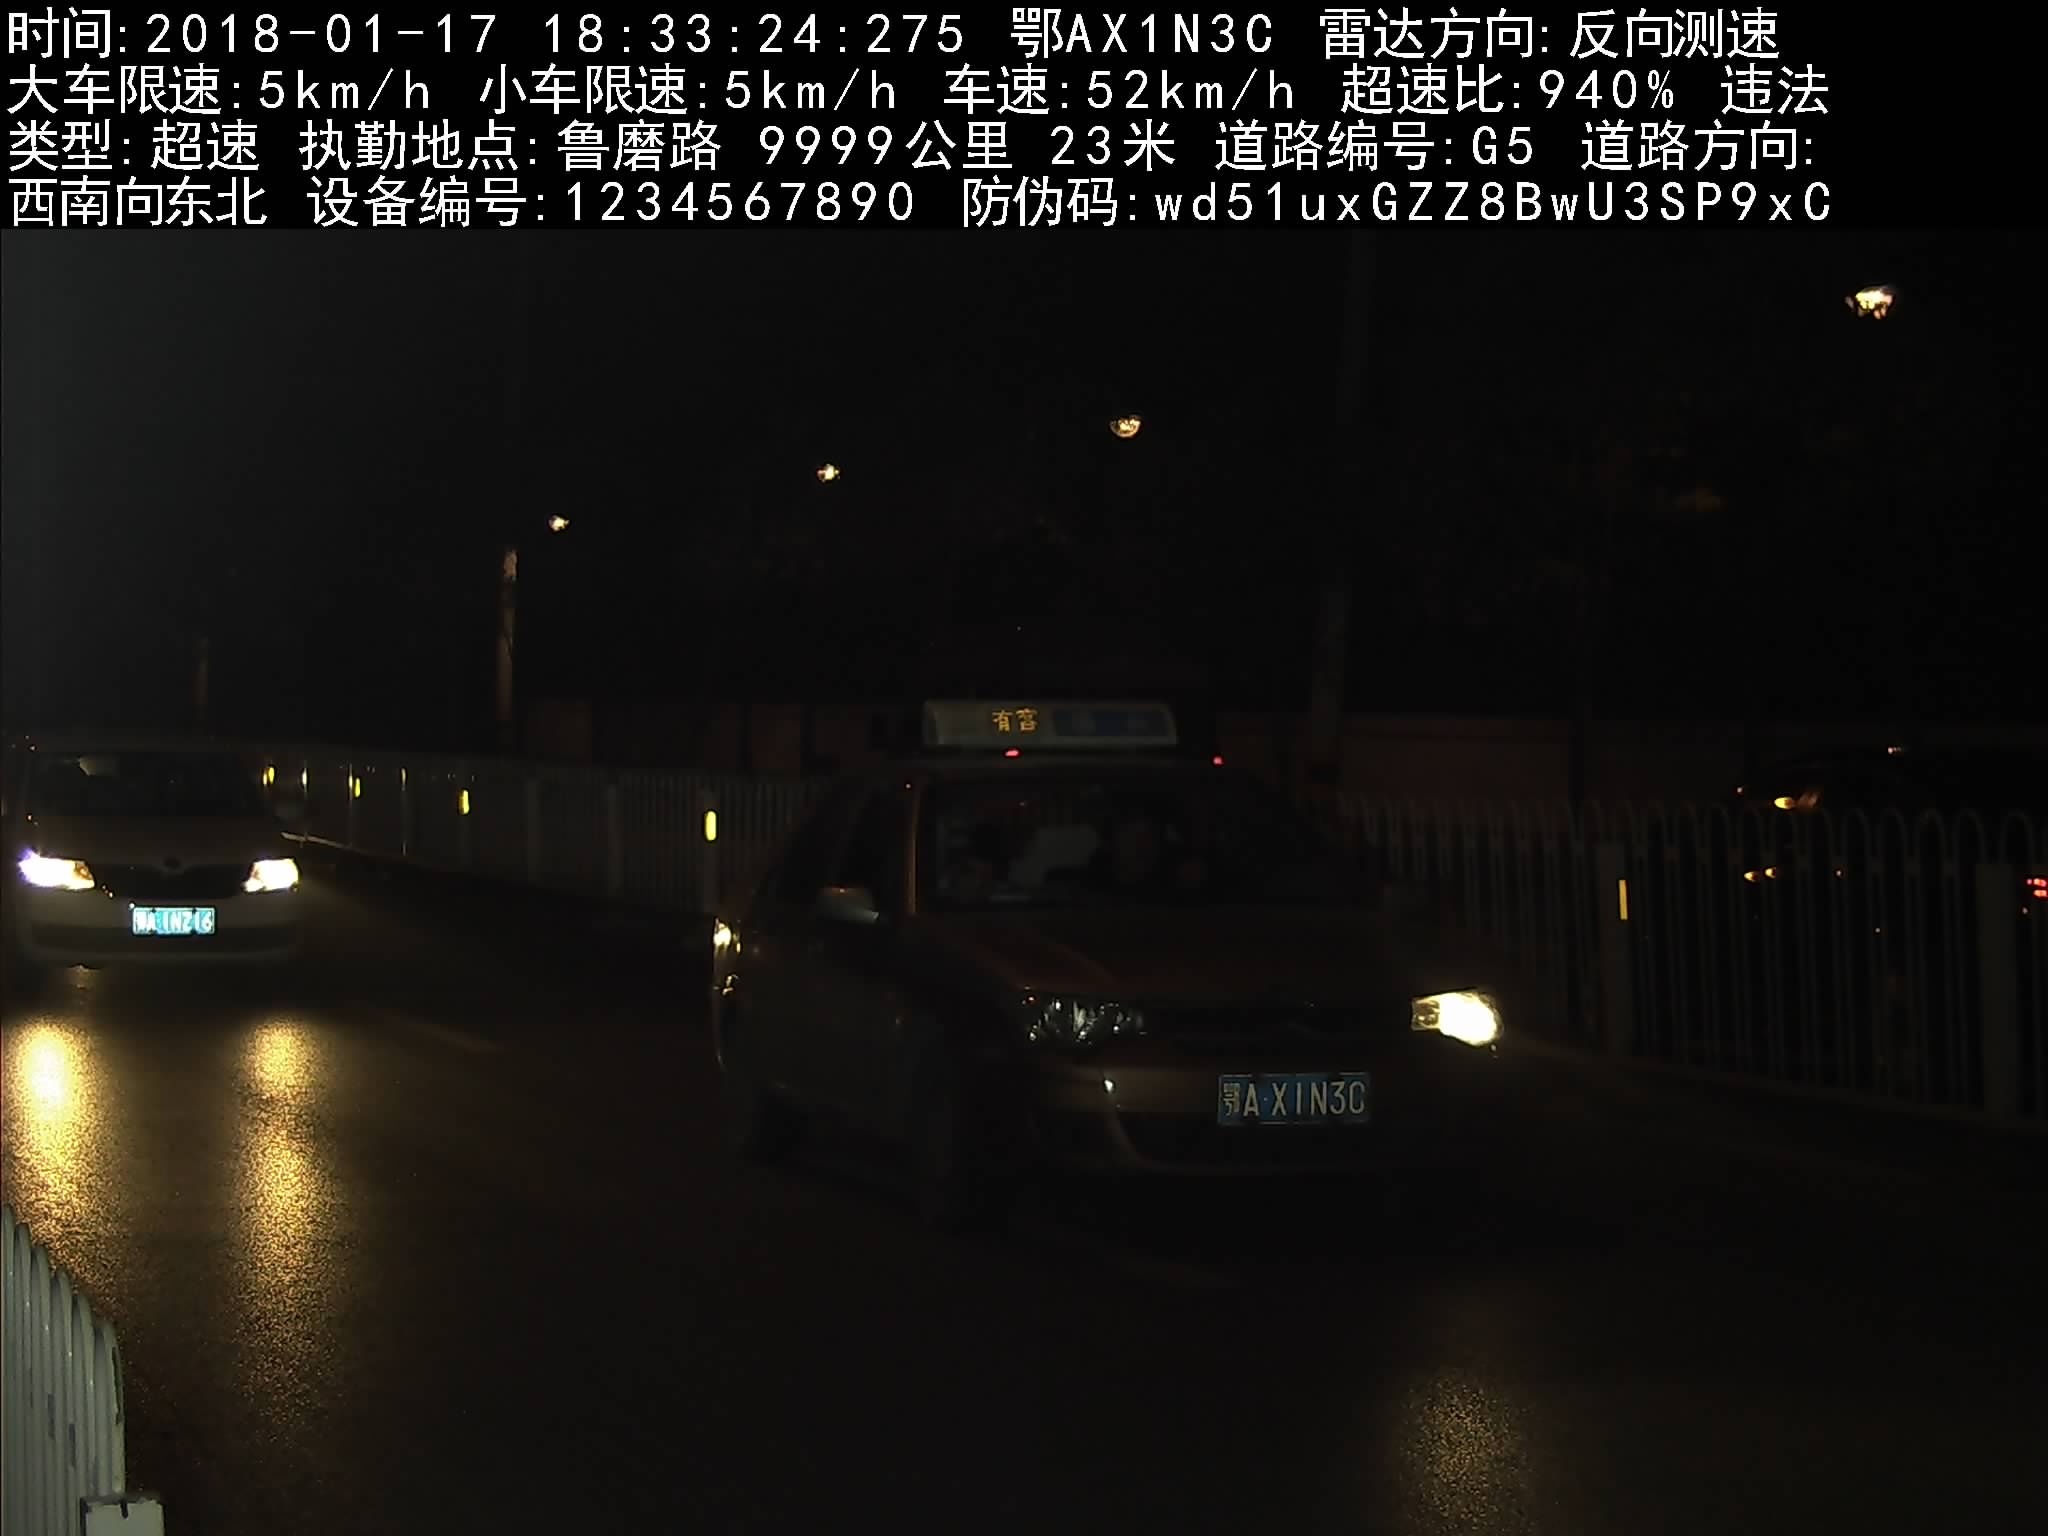 时间:2018-01-17 18:33:24:275 鄂AX1N3C 雷达方向:反向测速
大车限速:5km/h 小车限速:5km/h 车速:52km/h 超速比:940% 违法
类型:超速 执勤地点:鲁磨路 9999公里 23米 道路编号:G5 道路方向:
西南向东北 设备编号:1234567890 防伪码:wd51uxGZZ8BwU3SP9xC
有客
鄂A·1NZ16
鄂A·X1N3C